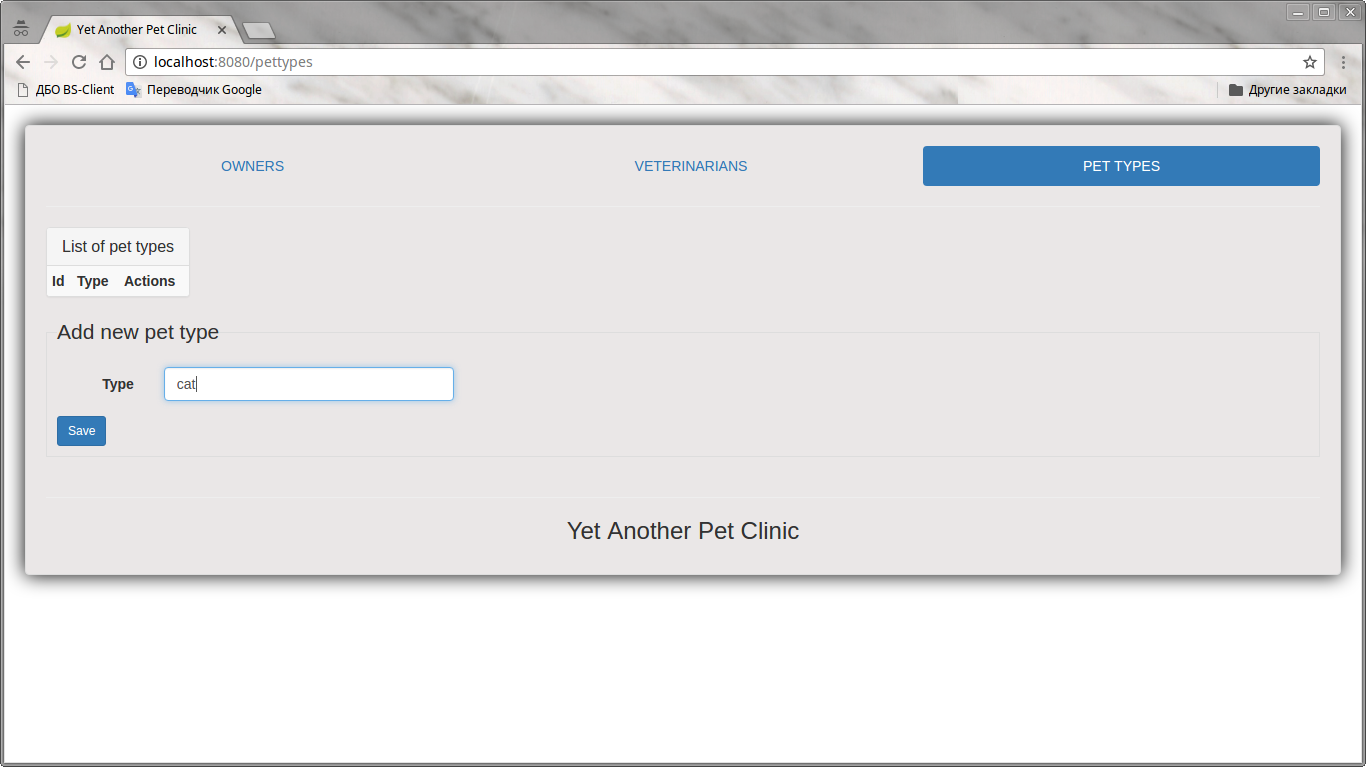 Yet Another Pet Clinic
localhost:8080/pettypes
ДБО BS-Client Переводчик Google Другие закладки
OWNERS VETERINARIANS PET TYPES
List of pet types
Id Type Actions
Add new pet type
Type cat
Save
Yet Another Pet Clinic